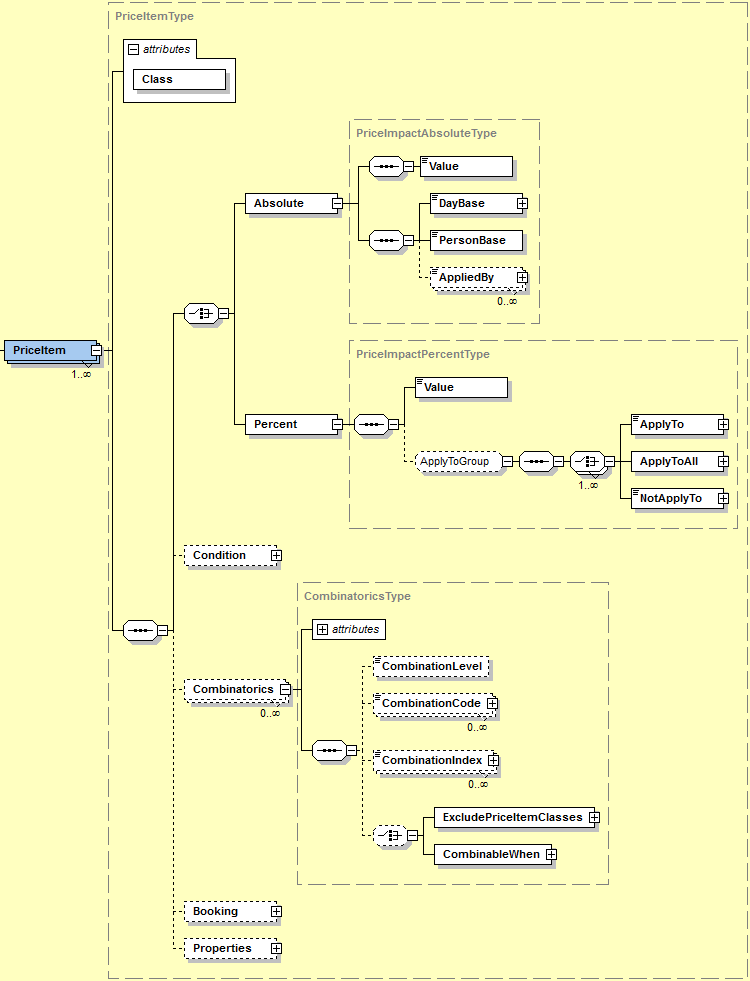 PriceItemType
attributes
Class
PriceImpactAbsoluteType
Value
Absolute
DayBase
PersonBase
AppliedBy
0..∞
PriceItem
1..∞
PriceImpactPercentType
Value
Percent
ApplyTo
ApplyToGroup
ApplyToAll
1..∞
NotApplyTo
Condition
CombinatoricsType
attributes
CombinationLevel
Combinatorics
0..∞
CombinationCode
0..∞
CombinationIndex
0..∞
ExcludePriceItemClasses
CombinableWhen
Booking
Properties